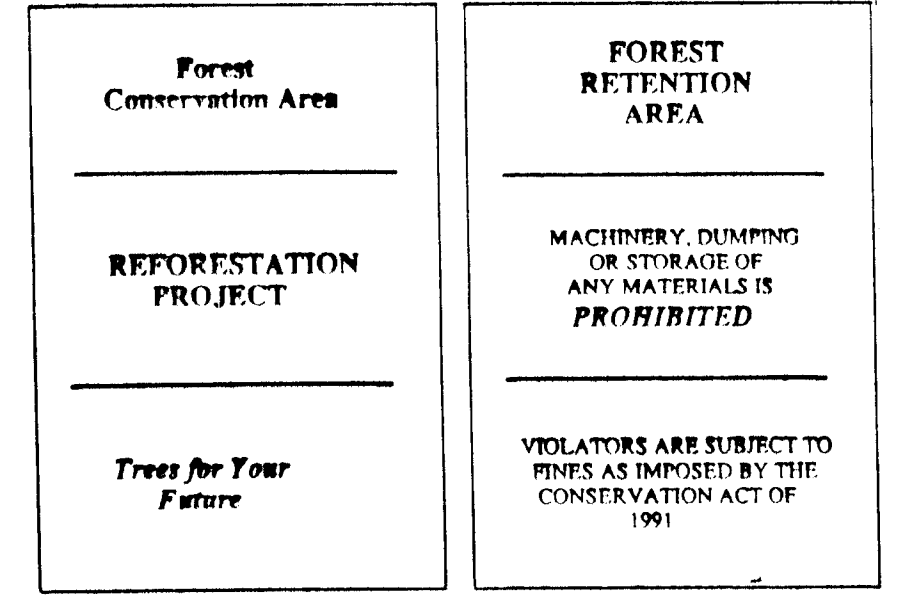 Forest
Conservation Area
REFORESTATION
PROJECT
Trees for Your
Future
FOREST
RETENTION
AREA
MACHINERY, DUMPING
OR STORAGE OF
ANY MATERIALS IS
PROHIBITED
VIOLATORS ARE SUBJECT TO
FINES AS IMPOSED BY THE
CONSERVATION ACT OF
1991